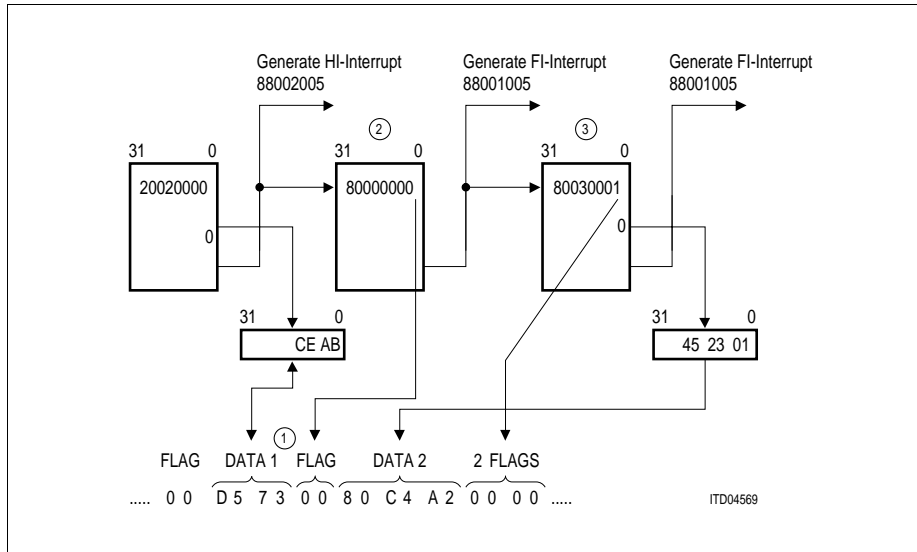 Generate HI-Interrupt Generate FI-Interrupt Generate FI-Interrupt
88002005 88001005 88001005
2 3
31 0 31 0 31 0
20020000 80000000 80030001
0 0
31 0 31 0
CE AB 45 23 01
1
FLAG DATA 1 FLAG DATA 2 2 FLAGS
..... 0 0 D 5 7 3 0 0 8 0 C 4 A 2 0 0 0 0 ..... ITD04569